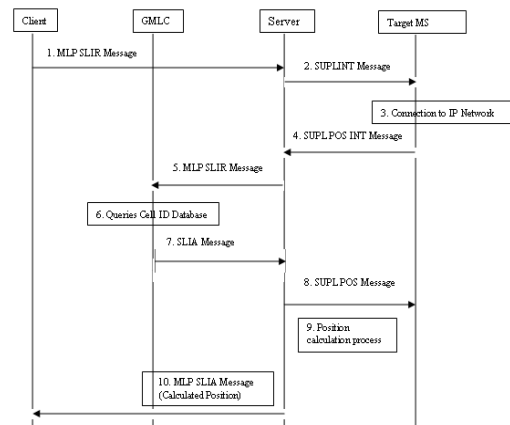 Client
GMLC
Server
Target MS
1. MLP SLIR Message
2. SUPLINT Message
3. Connection to IP Network
4. SUPL POS INT Message
5. MLP SLIR Message
6. Queries Cell ID Database
7. SLIA Message
8. SUPL POS Message
9. Position
calculation process
10. MLP SLIA Message
(Calculated Position)